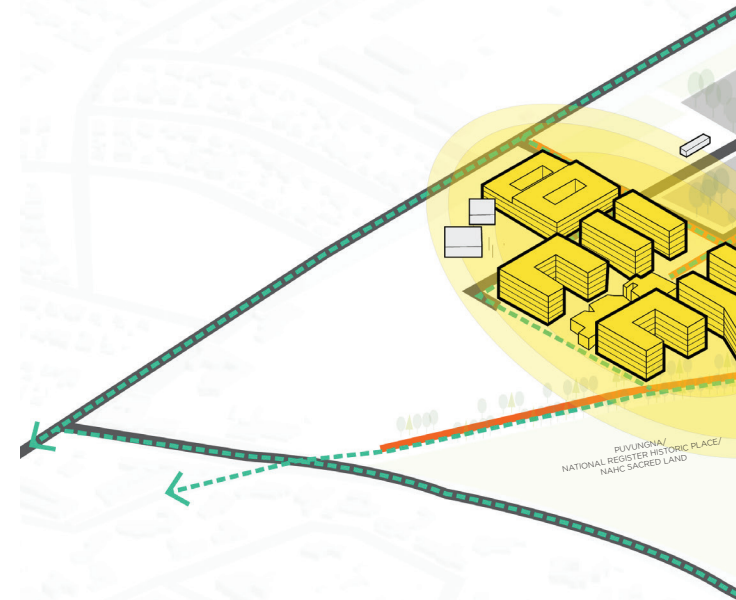 PUVUNGNA/
NATIONAL REGISTER HISTORIC PLACE/
NAHC SACRED LAND